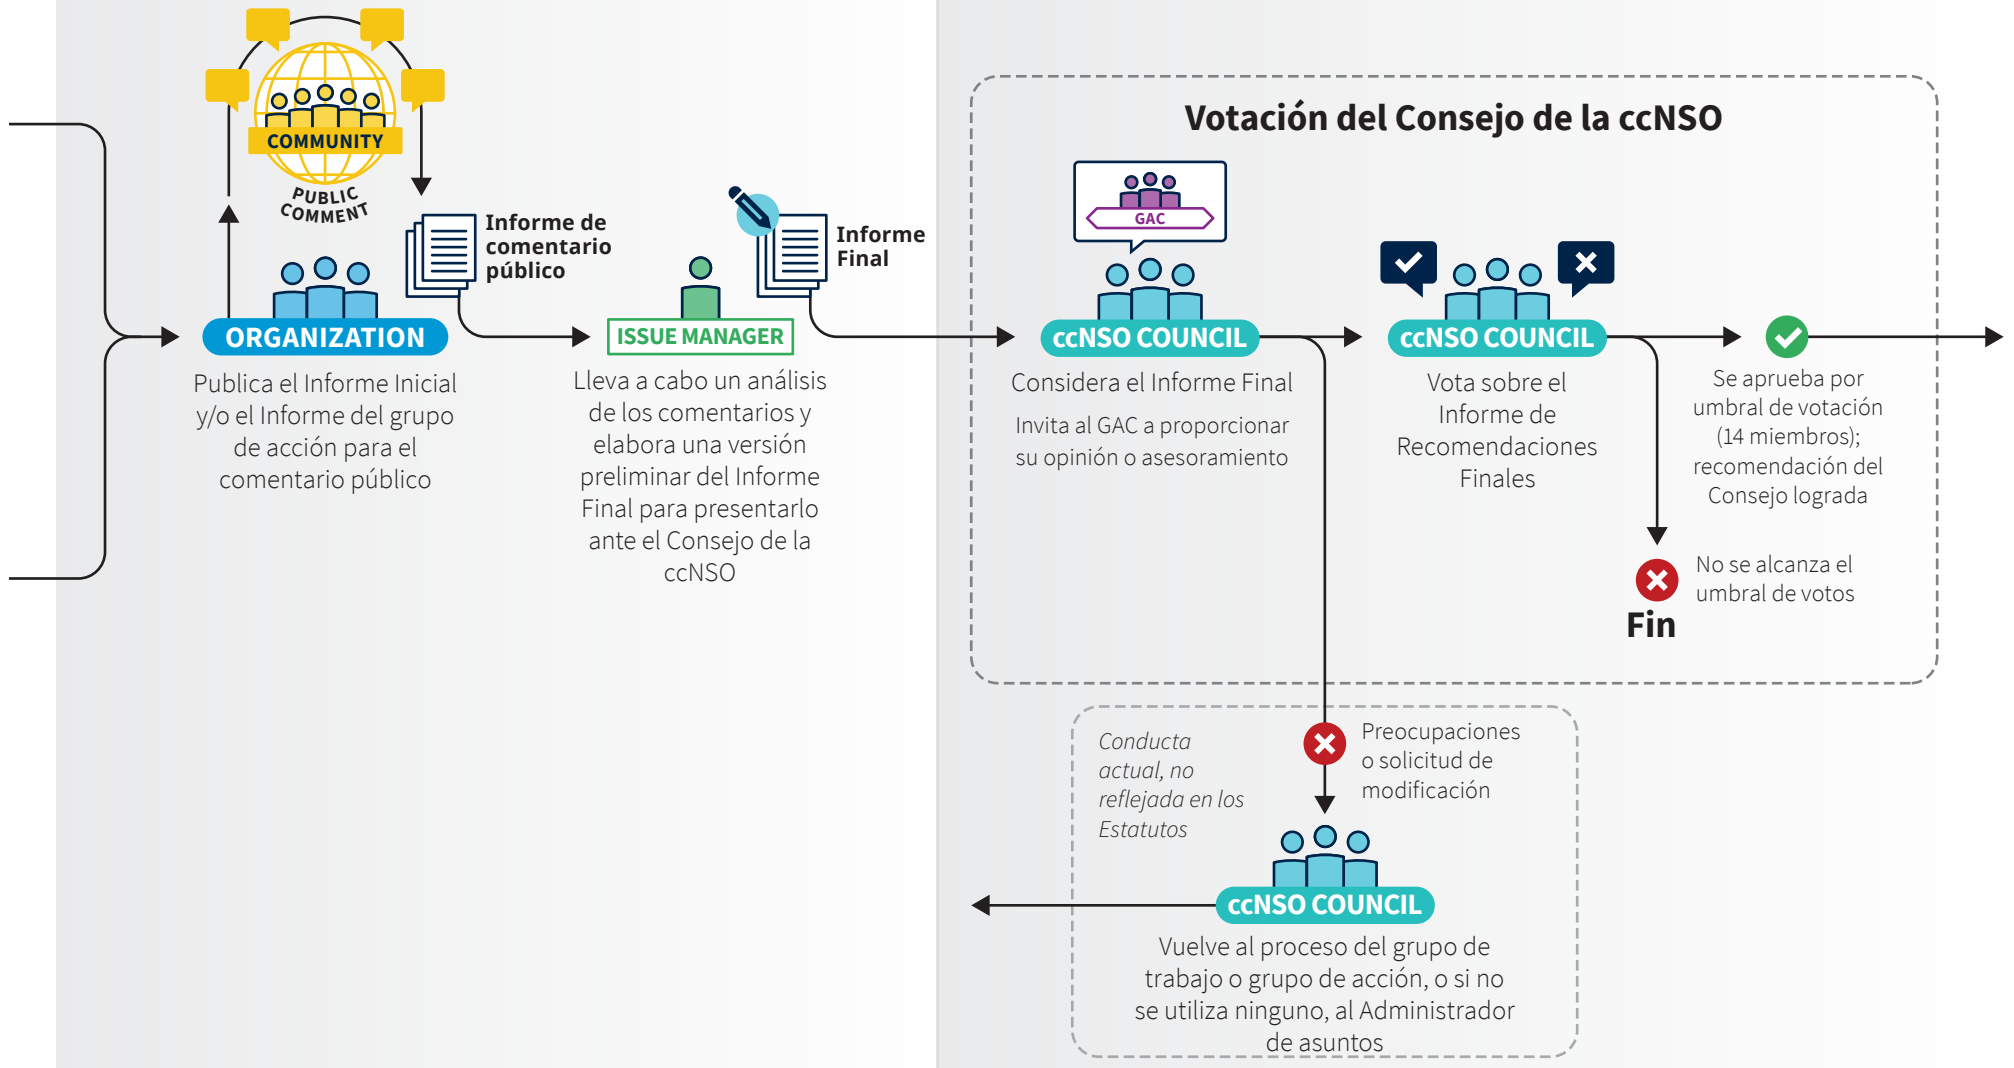 COMMUNITY
PUBLIC
COMMENT
Informe de
comentario
público
ORGANIZATION
Publica el Informe Inicial
y/o el Informe del grupo
de acción para el
comentario público
ISSUE MANAGER
Lleva a cabo un análisis
de los comentarios y
elabora una versión
preliminar del Informe
Final para presentarlo
ante el Consejo de la
ccNSO
Informe
Final
Votación del Consejo de la ccNSO
GAC
ccNSO COUNCIL
Considera el Informe Final
Invita al GAC a proporcionar
su opinión o asesoramiento
ccNSO COUNCIL
Vota sobre el
Informe de
Recomendaciones
Finales
Se aprueba por
umbral de votación
(14 miembros);
recomendación del
Consejo lograda
No se alcanza el
umbral de votos
Fin
Conducta
actual, no
reflejada en los
Estatutos
Preocupaciones
o solicitud de
modificación
ccNSO COUNCIL
Vuelve al proceso del grupo de
trabajo o grupo de acción, o si no
se utiliza ninguno, al Administrador
de asuntos